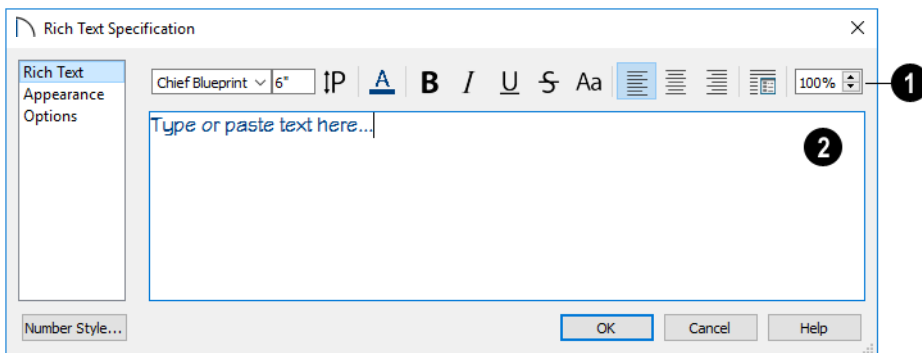 Rich Text Specification
Rich Text
Appearance
Options
Chief Blueprint 6" P A B I U S Aa 100% 1
Type or paste text here...
2
Number Style... OK Cancel Help